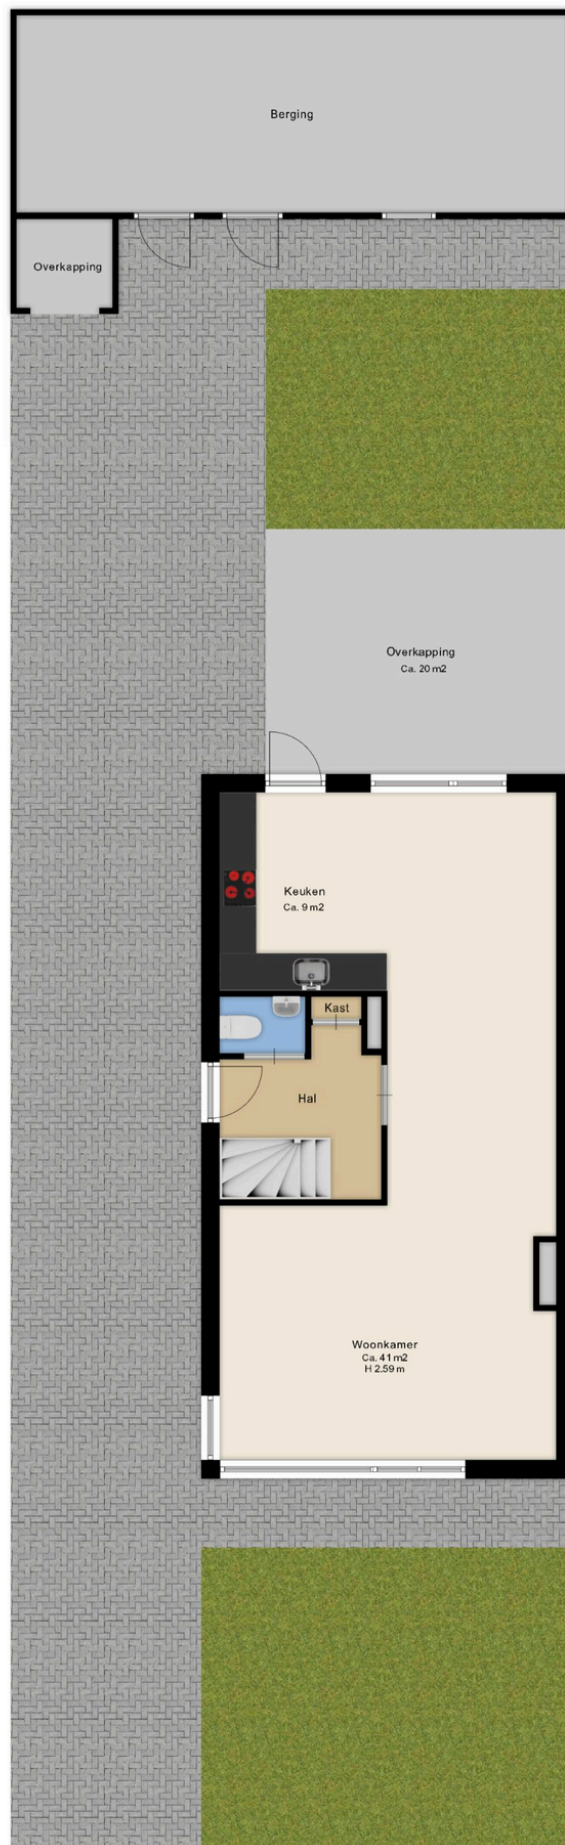 Berging
Overkapping
Overkapping
Ca. 20 m2
Keuken
Ca. 9 m2
Kast
Hal
Woonkamer
Ca. 41 m2
H 2.59 m